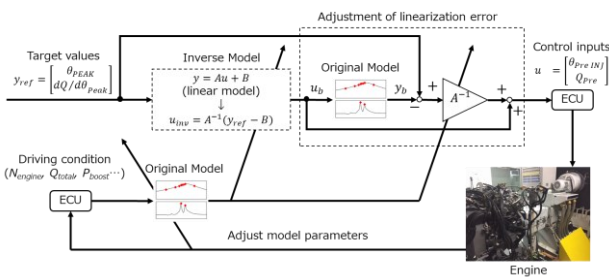 Adjustment of linearization error
Target values
y_ref = [θ_PEAK
dQ/dθ_Peak]
Inverse Model
y = Au + B
(linear model)
↓
u_inv = A⁻¹(y_ref − B)
u_b
Original Model
y_b
+
−
A⁻¹
+
+
Control inputs
u = [θ_Pre INJ
Q_Pre]
ECU
Driving condition
(N_engine, Q_total, P_boost⋯)
ECU
Original Model
Adjust model parameters
Engine